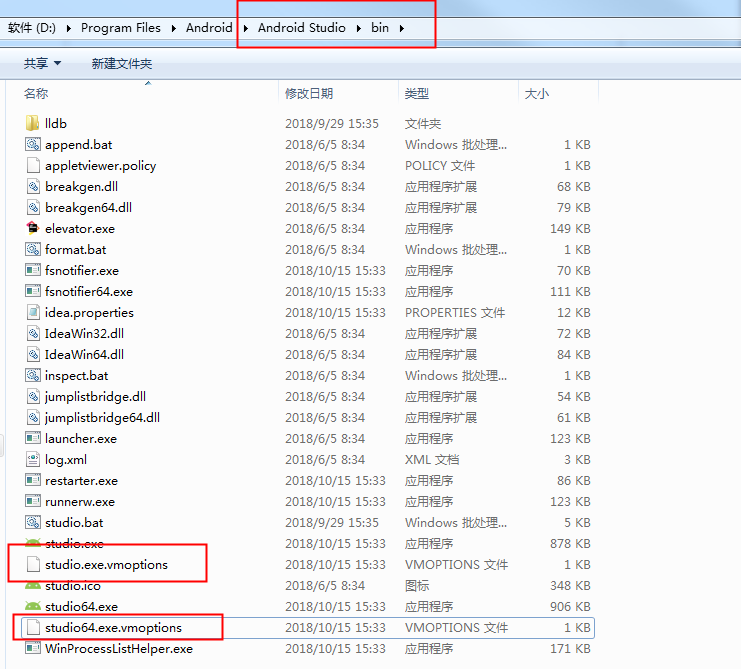 软件 (D:) Program Files Android Android Studio bin
共享 新建文件夹
名称 修改日期 类型 大小
lldb 2018/9/29 15:35 文件夹
append.bat 2018/6/5 8:34 Windows 批处理... 1 KB
appletviewer.policy 2018/6/5 8:34 POLICY 文件 1 KB
breakgen.dll 2018/6/5 8:34 应用程序扩展 68 KB
breakgen64.dll 2018/6/5 8:34 应用程序扩展 79 KB
elevator.exe 2018/6/5 8:34 应用程序 149 KB
format.bat 2018/6/5 8:34 Windows 批处理... 1 KB
fsnotifier.exe 2018/10/15 15:33 应用程序 70 KB
fsnotifier64.exe 2018/10/15 15:33 应用程序 111 KB
idea.properties 2018/10/15 15:33 PROPERTIES 文件 12 KB
IdeaWin32.dll 2018/6/5 8:34 应用程序扩展 72 KB
IdeaWin64.dll 2018/6/5 8:34 应用程序扩展 84 KB
inspect.bat 2018/6/5 8:34 Windows 批处理... 1 KB
jumplistbridge.dll 2018/6/5 8:34 应用程序扩展 54 KB
jumplistbridge64.dll 2018/6/5 8:34 应用程序扩展 61 KB
launcher.exe 2018/6/5 8:34 应用程序 123 KB
log.xml 2018/6/5 8:34 XML 文档 3 KB
restarter.exe 2018/10/15 15:33 应用程序 86 KB
runnerw.exe 2018/10/15 15:33 应用程序 123 KB
studio.bat 2018/9/29 15:35 Windows 批处理... 5 KB
studio.exe 2018/10/15 15:33 应用程序 878 KB
studio.exe.vmoptions 2018/10/15 15:33 VMOPTIONS 文件 1 KB
studio.ico 2018/6/5 8:34 图标 348 KB
studio64.exe 2018/10/15 15:33 应用程序 906 KB
studio64.exe.vmoptions 2018/10/15 15:33 VMOPTIONS 文件 1 KB
WinProcessListHelper.exe 2018/10/15 15:33 应用程序 171 KB